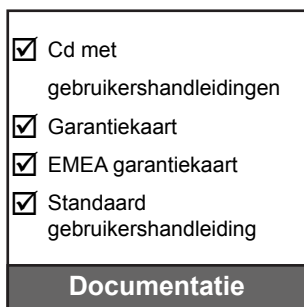 Cd met
gebruikershandleidingen
Garantiekaart
EMEA garantiekaart
Standaard
gebruikershandleiding
Documentatie